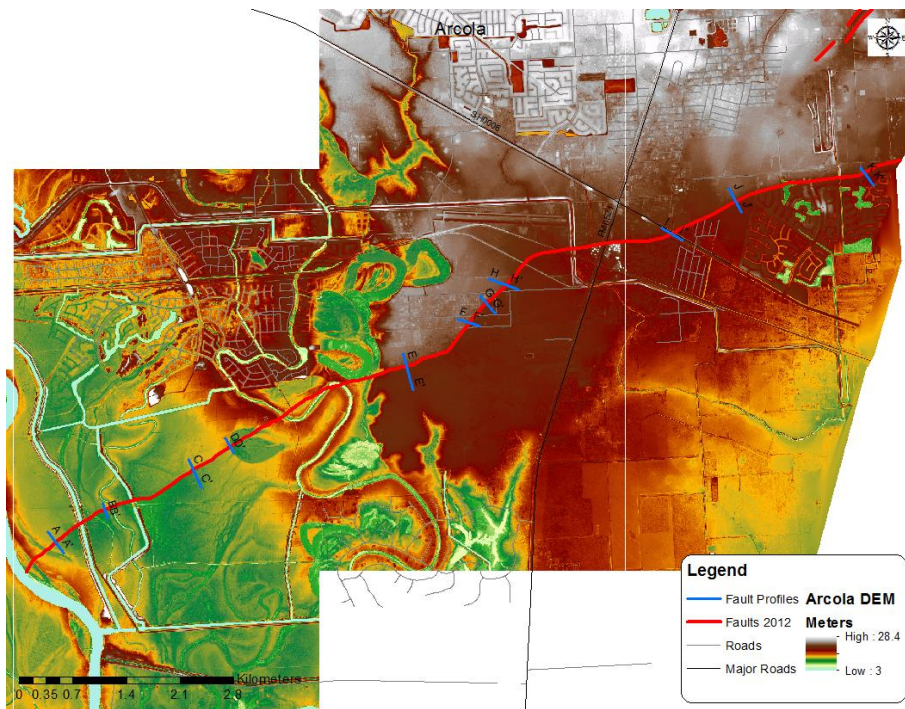 Arcola
SH0006
H H'
G G'
F
E E'
D D'
C C'
B B'
A A'
I
J J'
K K'
Legend
Fault Profiles
Faults 2012
Roads
Major Roads
Arcola DEM
Meters
High : 28.4
Low : 3
Kilometers
0 0.35 0.7 1.4 2.1 2.8